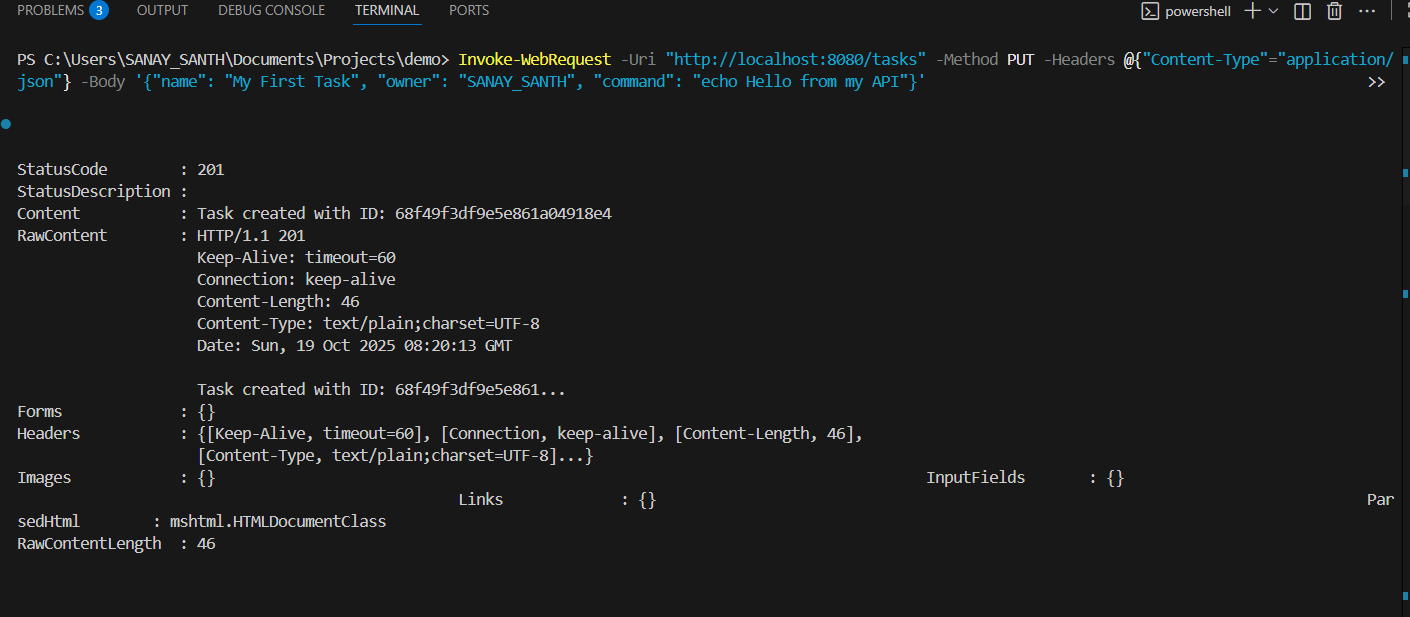 PROBLEMS 3 OUTPUT DEBUG CONSOLE TERMINAL PORTS powershell
PS C:\Users\SANAY_SANTH\Documents\Projects\demo> Invoke-WebRequest -Uri "http://localhost:8080/tasks" -Method PUT -Headers @{"Content-Type"="application/
json"} -Body '{"name": "My First Task", "owner": "SANAY_SANTH", "command": "echo Hello from my API"}' >>
StatusCode : 201
StatusDescription :
Content : Task created with ID: 68f49f3df9e5e861a04918e4
RawContent : HTTP/1.1 201
Keep-Alive: timeout=60
Connection: keep-alive
Content-Length: 46
Content-Type: text/plain;charset=UTF-8
Date: Sun, 19 Oct 2025 08:20:13 GMT
Task created with ID: 68f49f3df9e5e861...
Forms : {}
Headers : {[Keep-Alive, timeout=60], [Connection, keep-alive], [Content-Length, 46],
[Content-Type, text/plain;charset=UTF-8]...}
Images : {} InputFields : {}
Links : {} Par
sedHtml : mshtml.HTMLDocumentClass
RawContentLength : 46